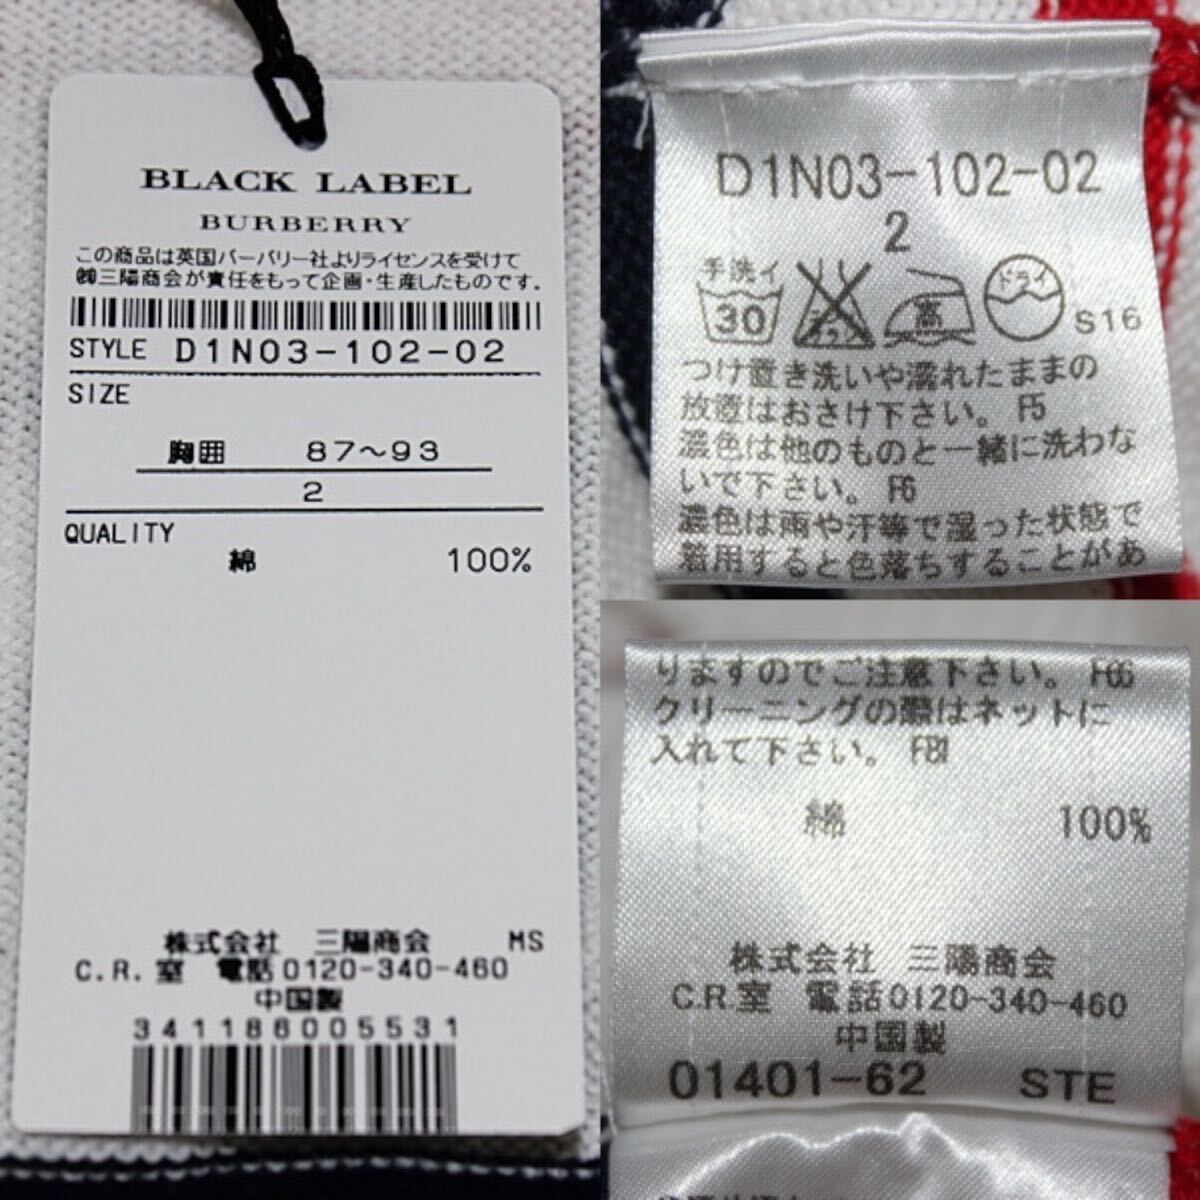 BLACK LABEL
BURBERRY
この商品は英国バーバリー社よりライセンスを受けて
㈱三陽商会が責任をもって企画・生産したものです。
STYLE D1N03-102-02
SIZE
胸囲 87〜93
2
QUALITY
綿 100%
株式会社 三陽商会 MS
C.R.室 電話0120-340-460
中国製
3411860055 31
D1N03-102-02
2
手洗イ
30
高
ドライ
S16
つけ置き洗いや濡れたままの
放置はおさけ下さい。 F5
濃色は他のものと一緒に洗わな
いで下さい。 F6
濃色は雨や汗等で湿った状態で
着用すると色落ちすることがあ
りますのでご注意下さい。 F66
クリーニングの際はネットに
入れて下さい。
綿 100%
株式会社 三陽商会
C.R.室 電話0120-340-460
中国製
01401-62 STE